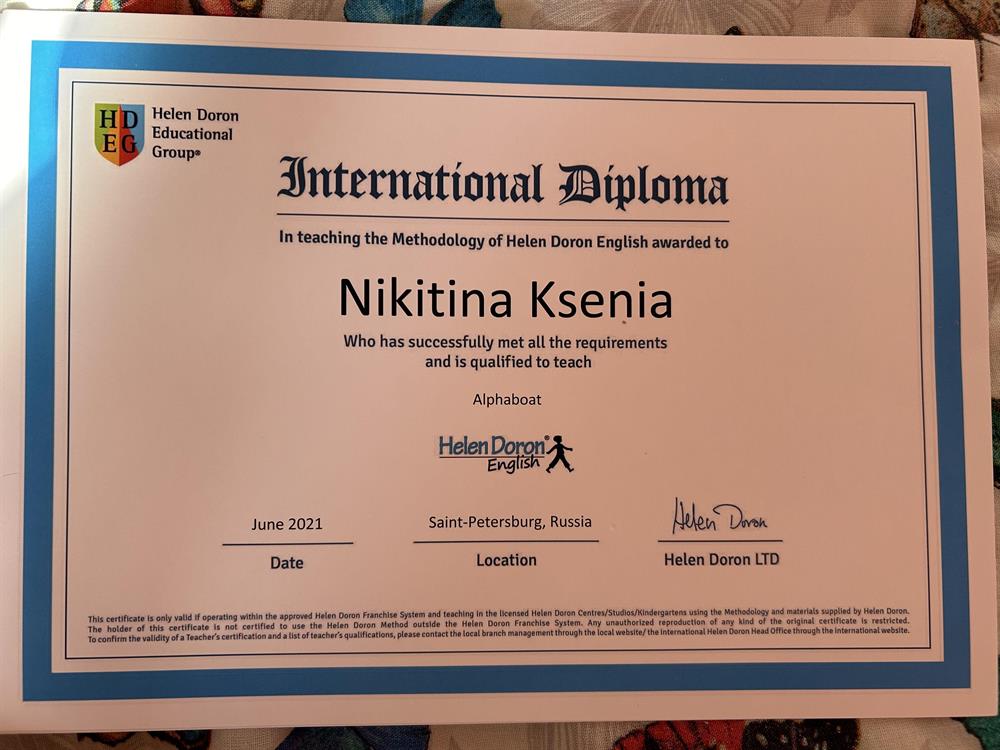 HD
EG
Helen Doron
Educational
Group®
International Diploma
In teaching the Methodology of Helen Doron English awarded to
Nikitina Ksenia
Who has successfully met all the requirements
and is qualified to teach
Alphaboat
Helen Doron®
English
June 2021
Date
Saint-Petersburg, Russia
Location
Helen Doron
Helen Doron LTD
This certificate is only valid if operating within the approved Helen Doron Franchise System and teaching in the licensed Helen Doron Centres/Studios/Kindergartens using the Methodology and materials supplied by Helen Doron.
The holder of this certificate is not certified to use the Helen Doron Method outside the Helen Doron Franchise System. Any unauthorized reproduction of any kind of the original certificate is restricted.
To confirm the validity of a Teacher's certification and a list of teacher's qualifications, please contact the local branch management through the local website/ the international Helen Doron Head Office through the international website.